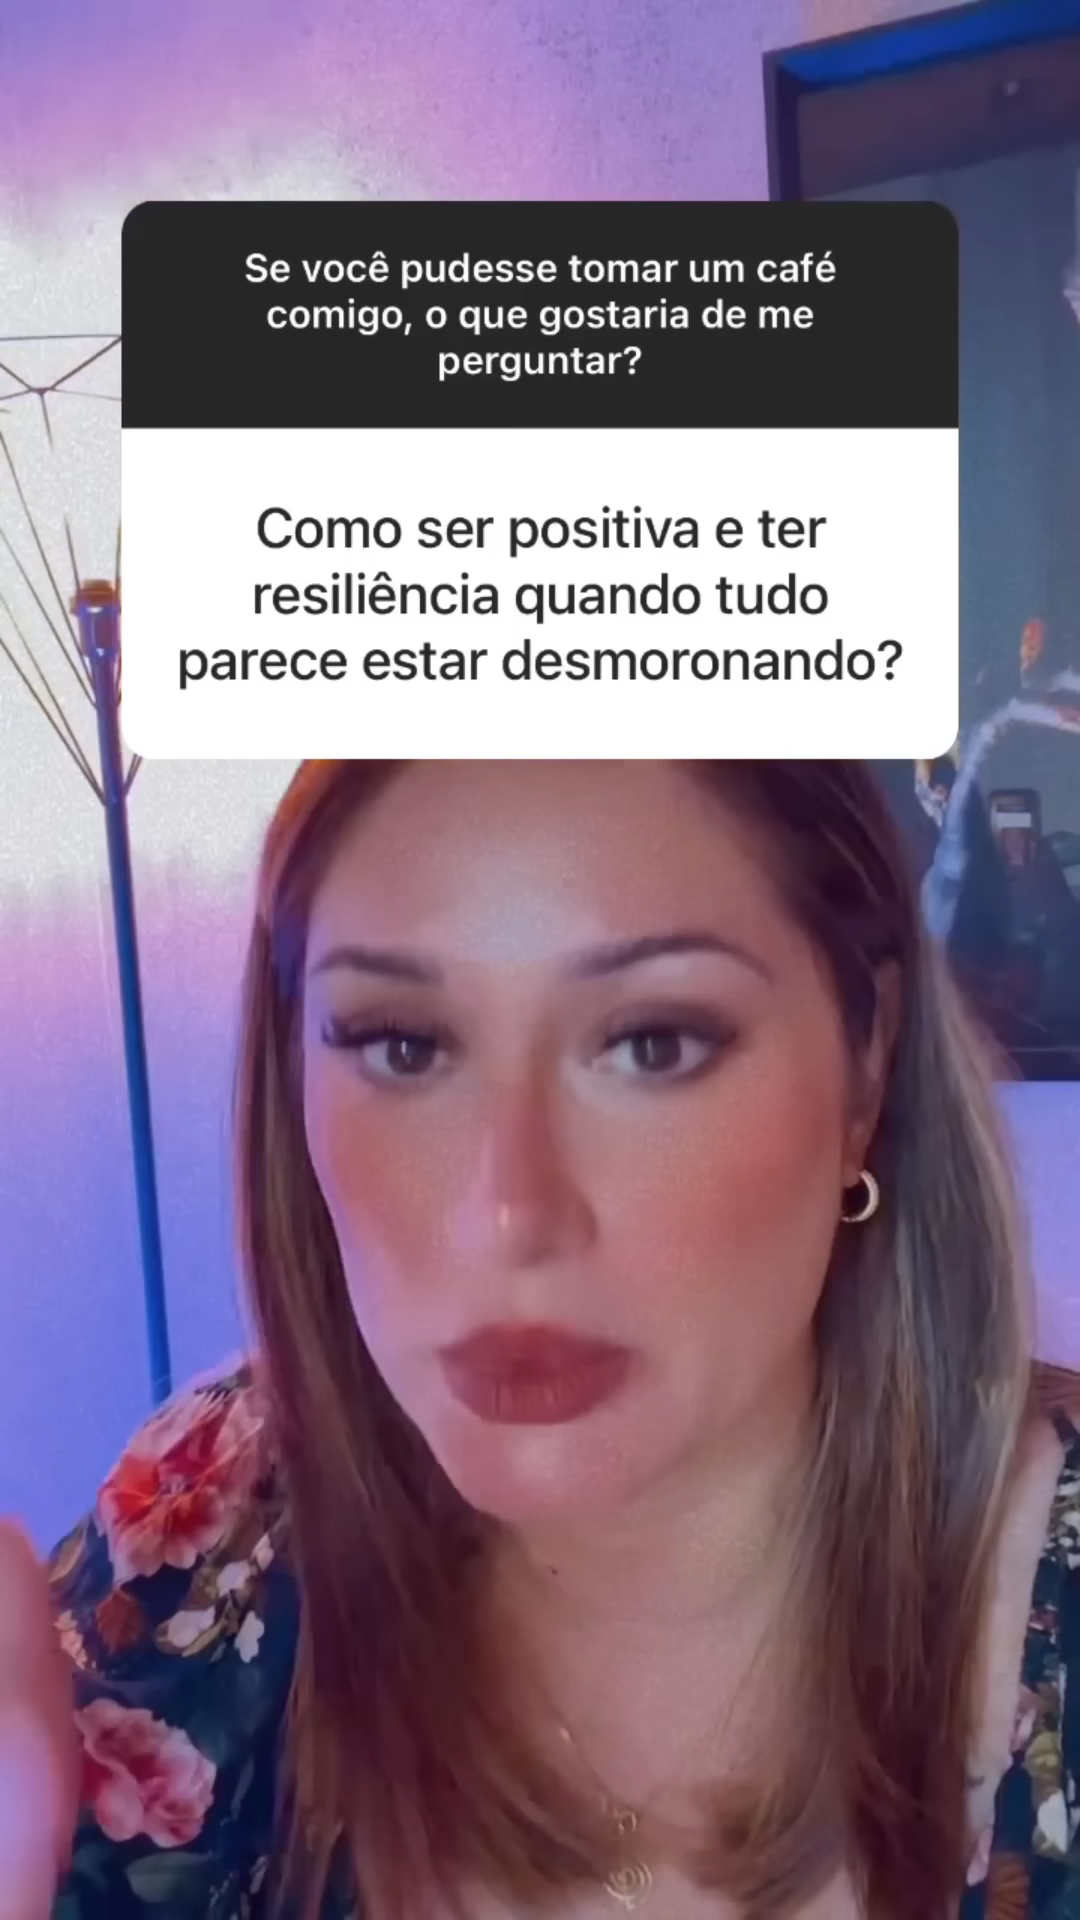 Se você pudesse tomar um café
comigo, o que gostaria de me
perguntar?
Como ser positiva e ter
resiliência quando tudo
parece estar desmoronando?